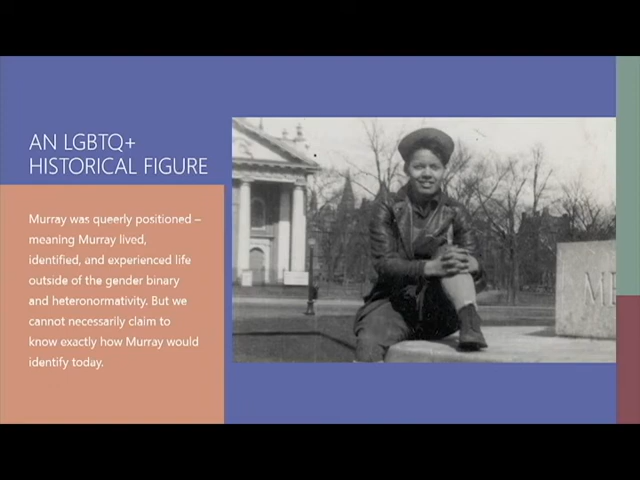 AN LGBTQ+
HISTORICAL FIGURE
Murray was queerly positioned –
meaning Murray lived,
identified, and experienced life
outside of the gender binary
and heteronormativity. But we
cannot necessarily claim to
know exactly how Murray would
identify today.
ME